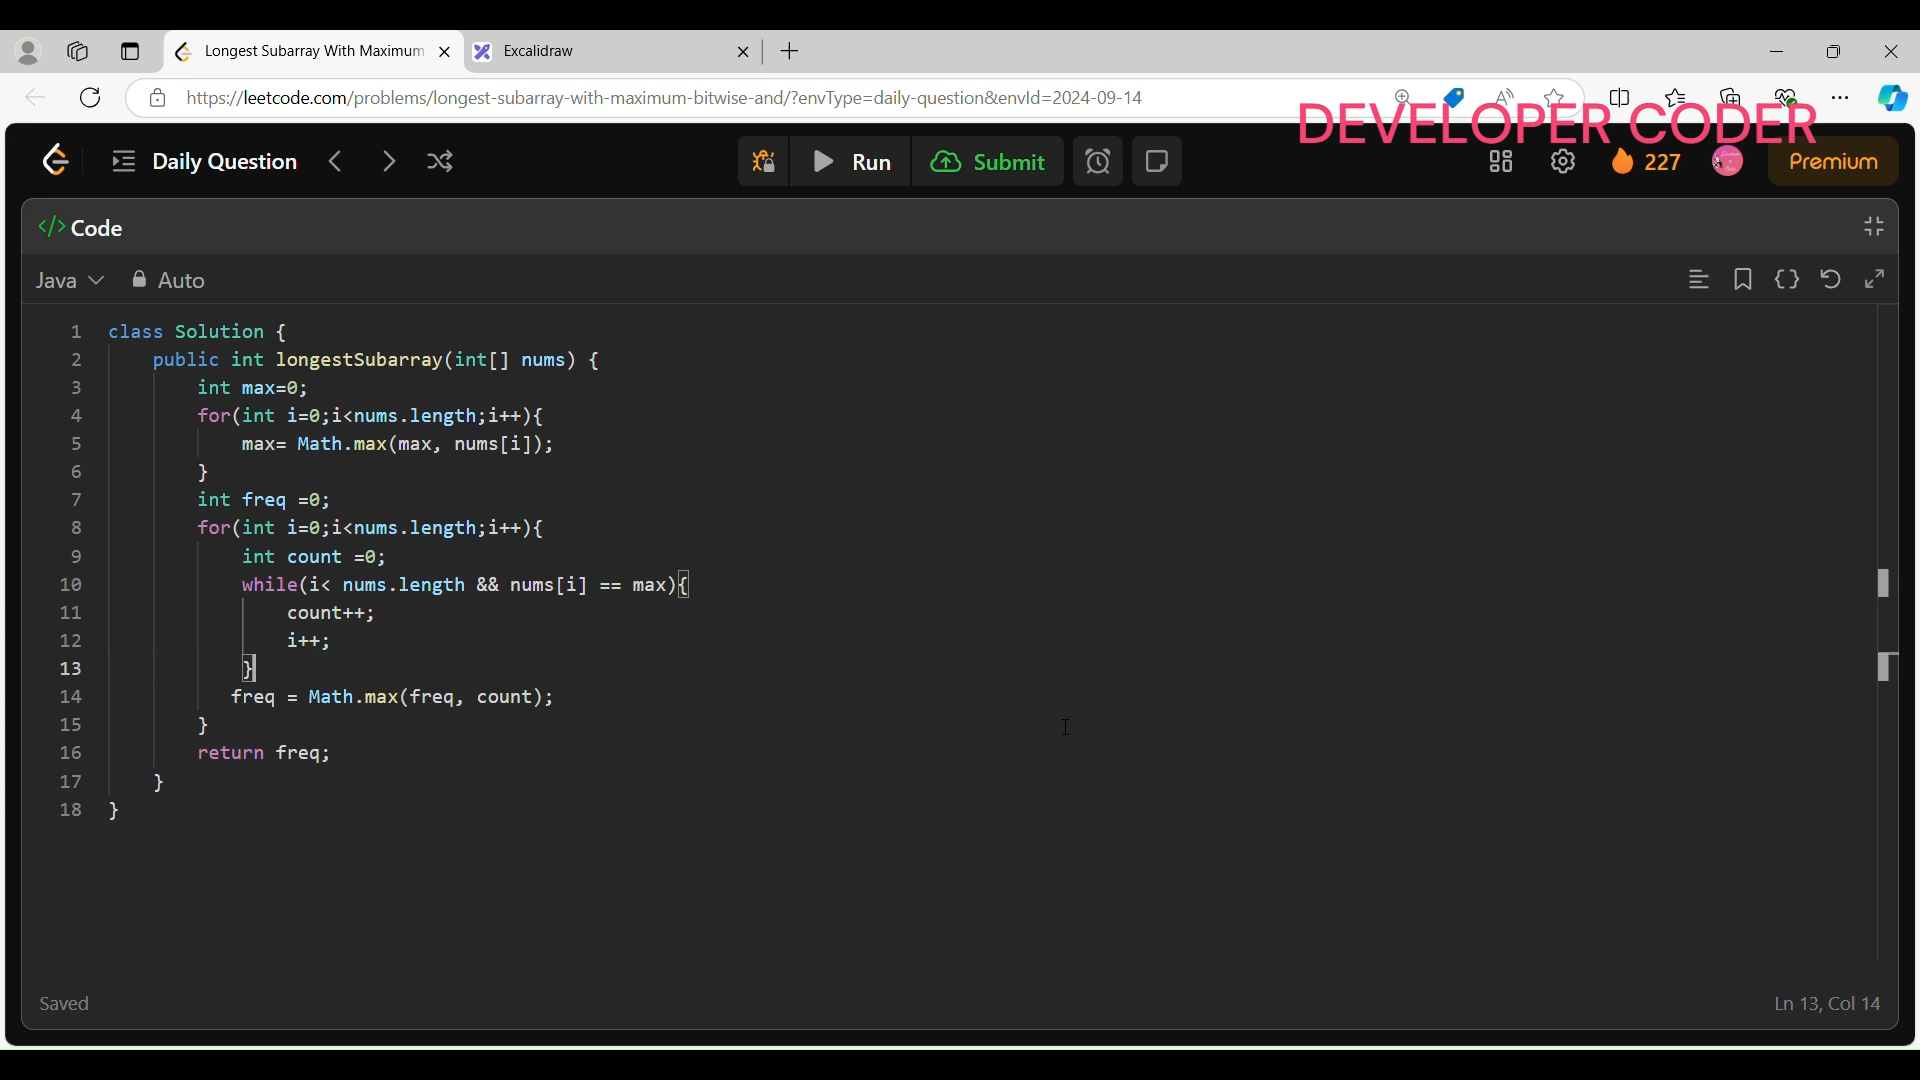 Longest Subarray With Maximum
Excalidraw
https://leetcode.com/problems/longest-subarray-with-maximum-bitwise-and/?envType=daily-question&envId=2024-09-14
DEVELOPER CODER
Daily Question
Run
Submit
227
Premium
</> Code
Java
Auto
1 class Solution {
2 public int longestSubarray(int[] nums) {
3 int max=0;
4 for(int i=0;i<nums.length;i++){
5 max= Math.max(max, nums[i]);
6 }
7 int freq =0;
8 for(int i=0;i<nums.length;i++){
9 int count =0;
10 while(i< nums.length && nums[i] == max){
11 count++;
12 i++;
13 }
14 freq = Math.max(freq, count);
15 }
16 return freq;
17 }
18 }
Saved
Ln 13, Col 14